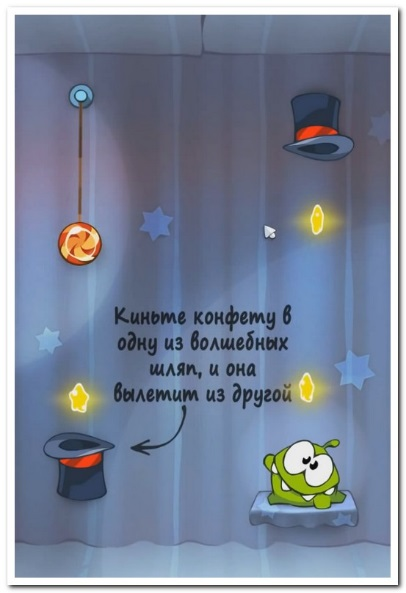 Киньте конфету в
одну из волшебных
шляп, и она
вылетит из другой